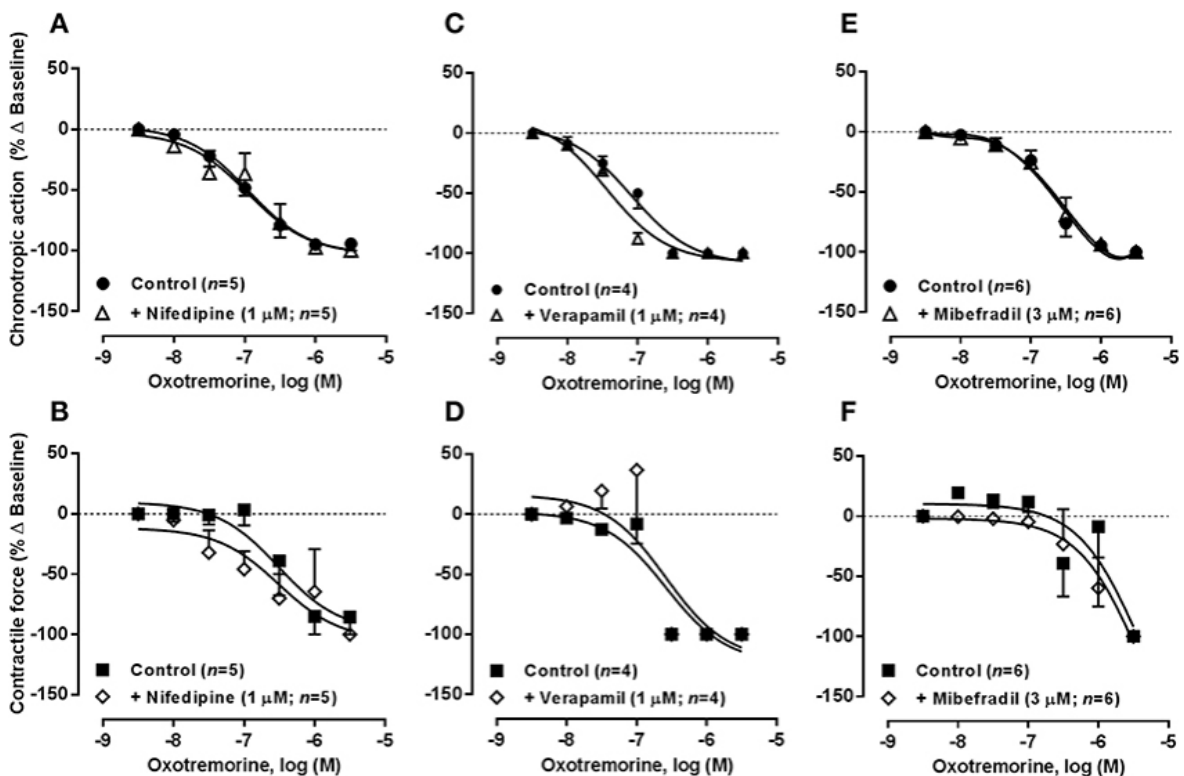 A
Chronotropic action (% Δ Baseline)
50
0
-50
-100
-150
Control (n=5)
+ Nifedipine (1 μM; n=5)
-9 -8 -7 -6 -5
Oxotremorine, log (M)
C
50
0
-50
-100
-150
Control (n=4)
+ Verapamil (1 μM; n=4)
-9 -8 -7 -6 -5
Oxotremorine, log (M)
E
50
0
-50
-100
-150
Control (n=6)
+ Mibefradil (3 μM; n=6)
-9 -8 -7 -6 -5
Oxotremorine, log (M)
B
Contractile force (% Δ Baseline)
50
0
-50
-100
-150
Control (n=5)
+ Nifedipine (1 μM; n=5)
-9 -8 -7 -6 -5
Oxotremorine, log (M)
D
50
0
-50
-100
-150
Control (n=4)
+ Verapamil (1 μM; n=4)
-9 -8 -7 -6 -5
Oxotremorine, log (M)
F
50
0
-50
-100
-150
Control (n=6)
+ Mibefradil (3 μM; n=6)
-9 -8 -7 -6 -5
Oxotremorine, log (M)